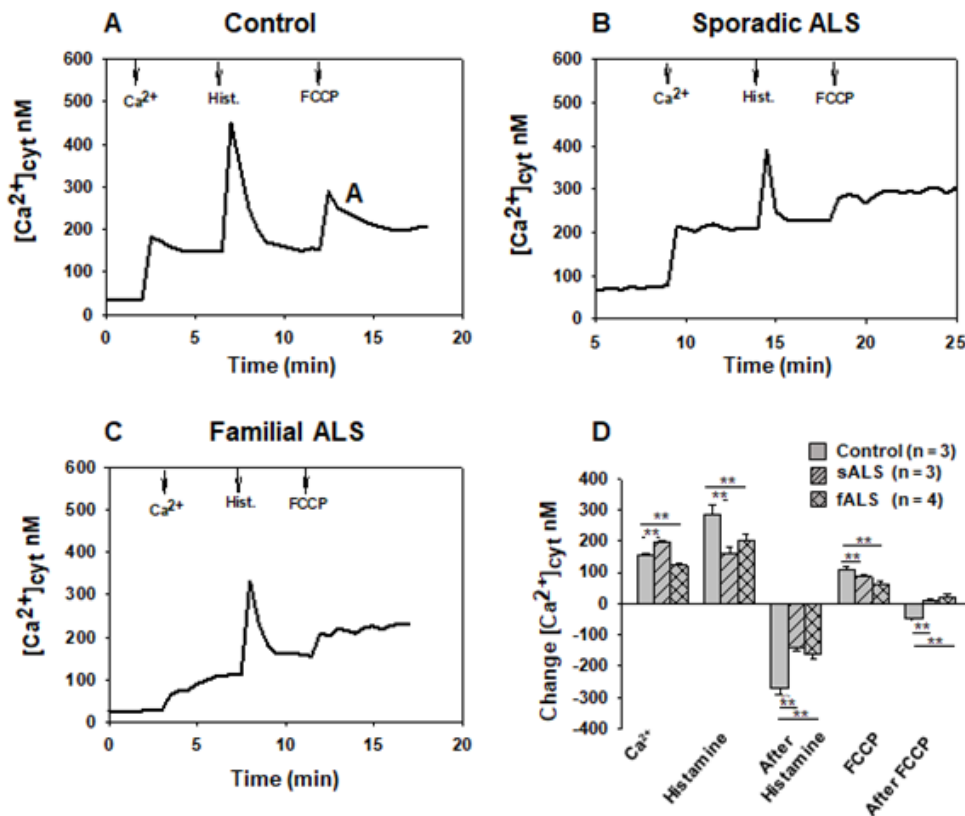 A Control
600
500
400
300
200
100
0
[Ca2+]cyt nM
Ca2+ Hist. FCCP
A
0 5 10 15 20
Time (min)
B Sporadic ALS
600
500
400
300
200
100
0
[Ca2+]cyt nM
Ca2+ Hist. FCCP
5 10 15 20 25
Time (min)
C Familial ALS
600
500
400
300
200
100
0
[Ca2+]cyt nM
Ca2+ Hist. FCCP
0 5 10 15 20
Time (min)
D
Control (n = 3)
sALS (n = 3)
fALS (n = 4)
400
300
200
100
0
-100
-200
-300
-400
Change [Ca2+]cyt nM
** ** ** ** ** ** ** ** ** **
Ca2+
Histamine
After
Histamine
FCCP
After FCCP